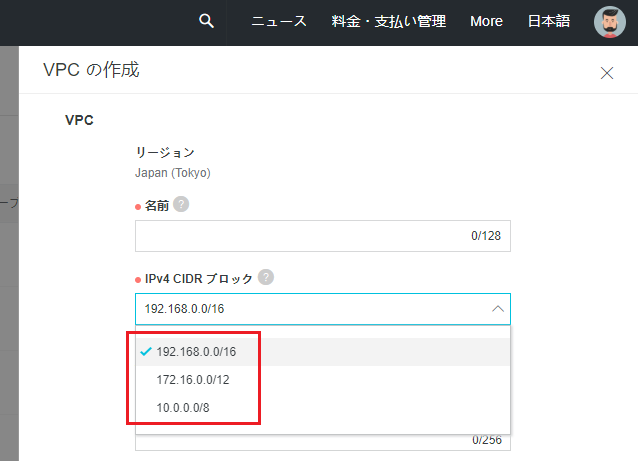 ニュース 料金・支払い管理 More 日本語
VPC の作成
VPC
リージョン
Japan (Tokyo)
名前 ?
0/128
IPv4 CIDR ブロック ?
192.168.0.0/16
192.168.0.0/16
172.16.0.0/12
10.0.0.0/8
0/256
ープ